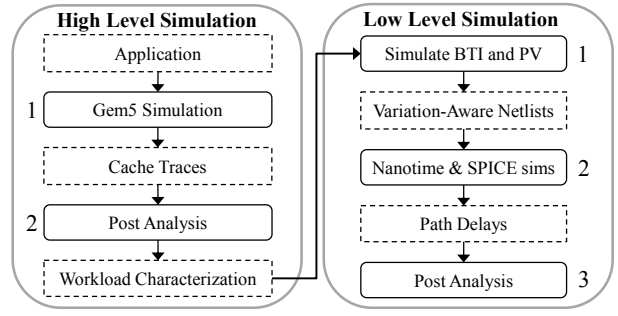 High Level Simulation
Application
1 Gem5 Simulation
Cache Traces
2 Post Analysis
Workload Characterization
Low Level Simulation
Simulate BTI and PV 1
Variation-Aware Netlists
Nanotime & SPICE sims 2
Path Delays
Post Analysis 3